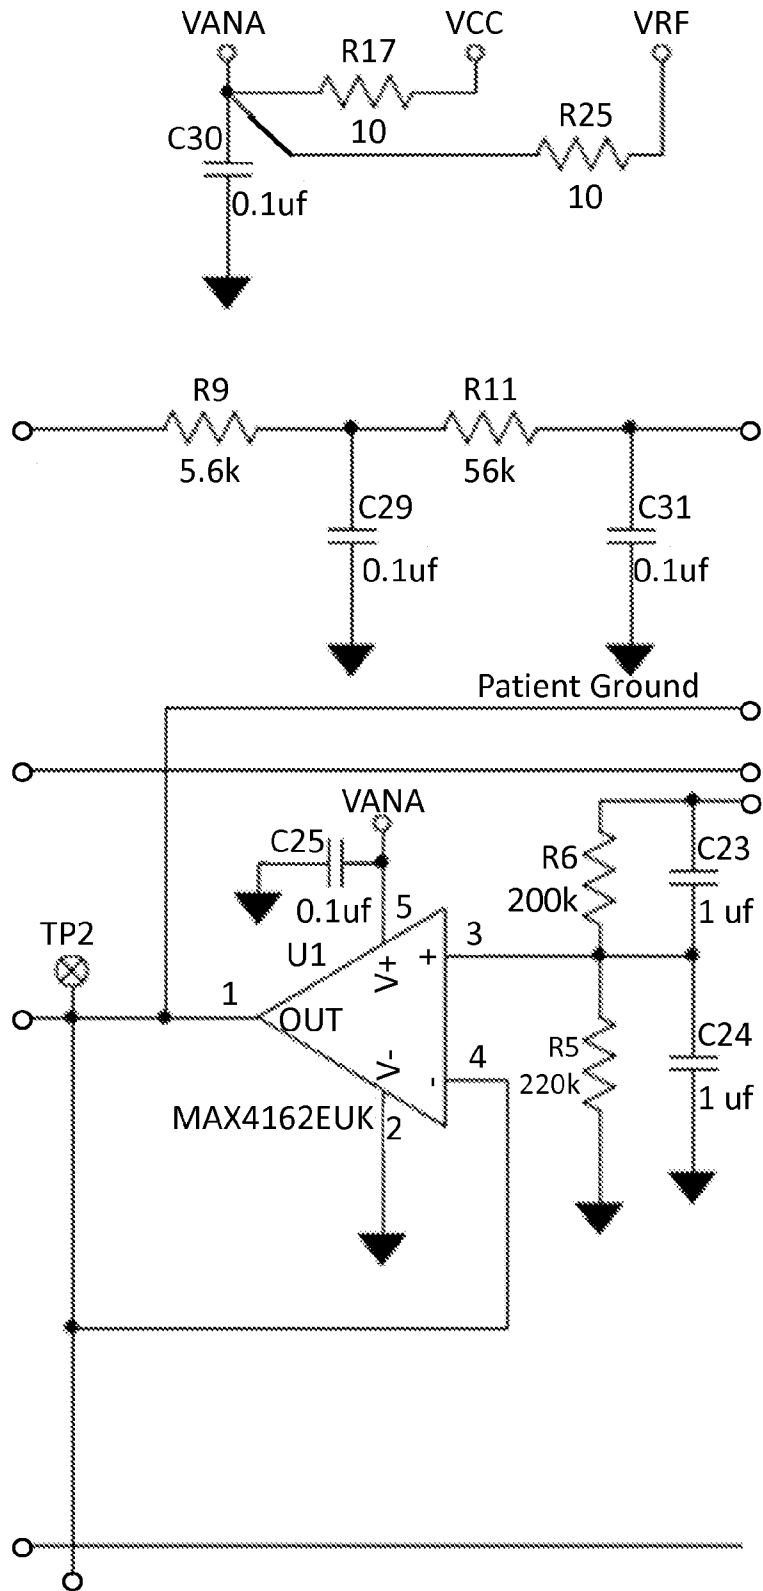 VANA
VCC
VRF
R17
10
R25
10
C30
0.1uf
R9
5.6k
R11
56k
C29
0.1uf
C31
0.1uf
Patient Ground
VANA
C25
0.1uf
5
R6
200k
C23
1 uf
TP2
U1
V+
+
3
1
OUT
V-
-
4
R5
220k
C24
1 uf
MAX4162EUK
2